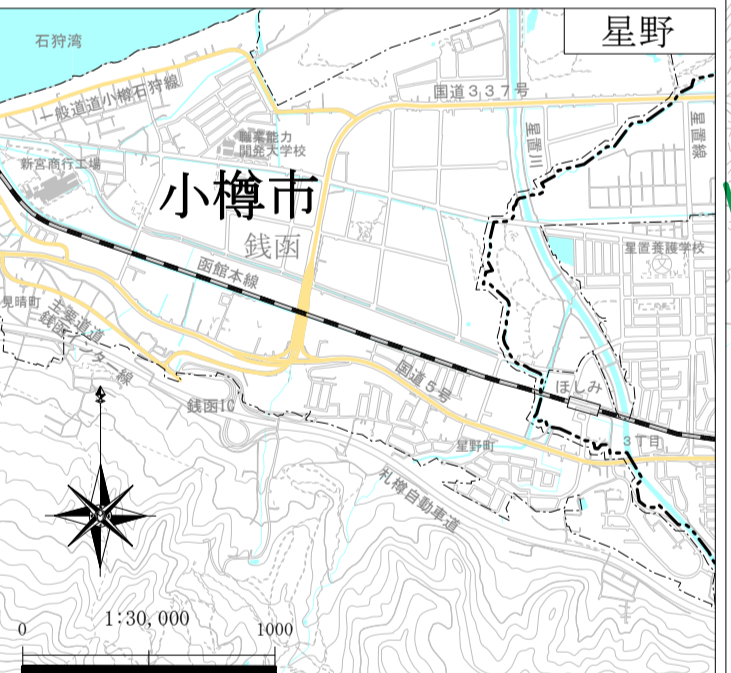 星野
石狩湾
一般道道小樽石狩線
国道337号
職業能力
開発大学校
星置川
星置線
新宮商行工場
小樽市
銭函
函館本線
星置養護学校
見晴町
主要道道
銭函インター線
国道5号
ほしみ
銭函IC
星野町
3丁目
札樽自動車道
1:30,000
0
1000